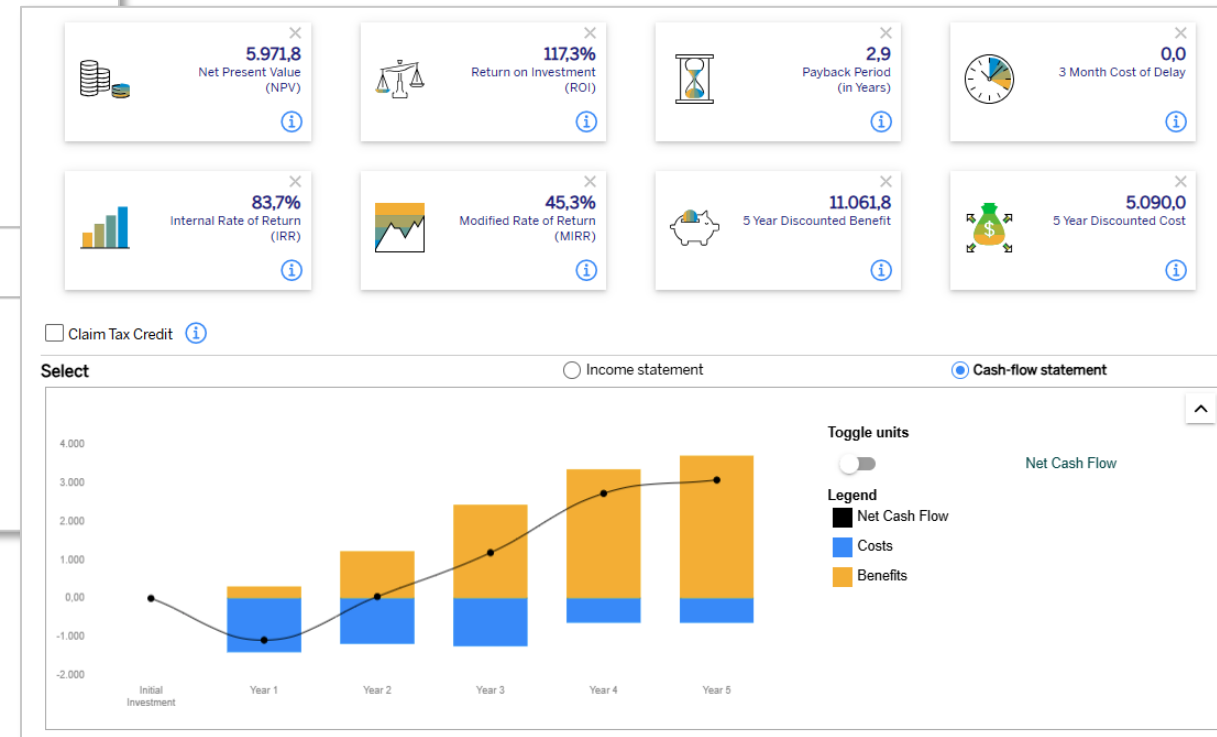 5.971,8
Net Present Value
(NPV)
117,3%
Return on Investment
(ROI)
2,9
Payback Period
(in Years)
0,0
3 Month Cost of Delay
83,7%
Internal Rate of Return
(IRR)
45,3%
Modified Rate of Return
(MIRR)
11.061,8
5 Year Discounted Benefit
$
5.090,0
5 Year Discounted Cost
Claim Tax Credit
Select
Income statement
Cash-flow statement
4.000
3.000
2.000
1.000
0,00
-1.000
-2.000
Initial
Investment
Year 1
Year 2
Year 3
Year 4
Year 5
Toggle units
Net Cash Flow
Legend
Net Cash Flow
Costs
Benefits